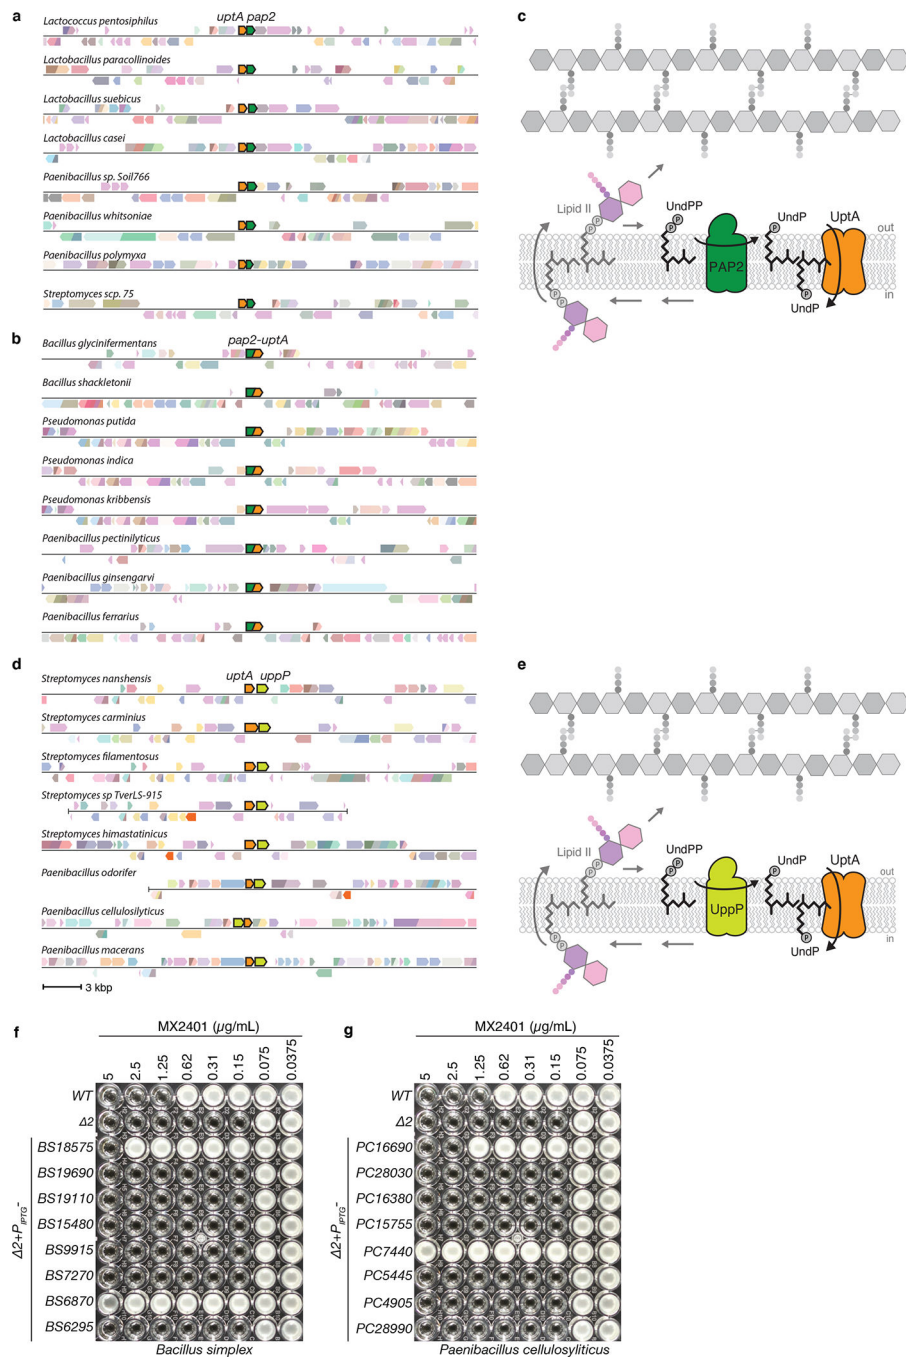 a
uptA pap2
Lactococcus pentosiphilus
Lactobacillus paracollinoides
Lactobacillus suebicus
Lactobacillus casei
Paenibacillus sp. Soil766
Paenibacillus whitsoniae
Paenibacillus polymyxa
Streptomyces scp. 75
b
pap2-uptA
Bacillus glycinifermentans
Bacillus shackletonii
Pseudomonas putida
Pseudomonas indica
Pseudomonas kribbensis
Paenibacillus pectinilyticus
Paenibacillus ginsengarvi
Paenibacillus ferrarius
c
Lipid II
UndPP
UndP
UptA
out
P P
P P
P
PAP2
in
UndP
P
P P
d
uptA uppP
Streptomyces nanshensis
Streptomyces carminius
Streptomyces filamentosus
Streptomyces sp TverLS-915
Streptomyces himastatinicus
Paenibacillus odorifer
Paenibacillus cellulosilyticus
Paenibacillus macerans
3 kbp
e
Lipid II
UndPP
UndP
UptA
out
P P
P P
P
UppP
in
UndP
P
P P
f
MX2401 (µg/mL)
5 2.5 1.25 0.62 0.31 0.15 0.075 0.0375
WT
Δ2
Δ2+P IPTG-
BS18575
BS19690
BS19110
BS15480
BS9915
BS7270
BS6870
BS6295
Bacillus simplex
g
MX2401 (µg/mL)
5 2.5 1.25 0.62 0.31 0.15 0.075 0.0375
WT
Δ2
Δ2+P IPTG-
PC16690
PC28030
PC16380
PC15755
PC7440
PC5445
PC4905
PC28990
Paenibacillus cellulosyliticus